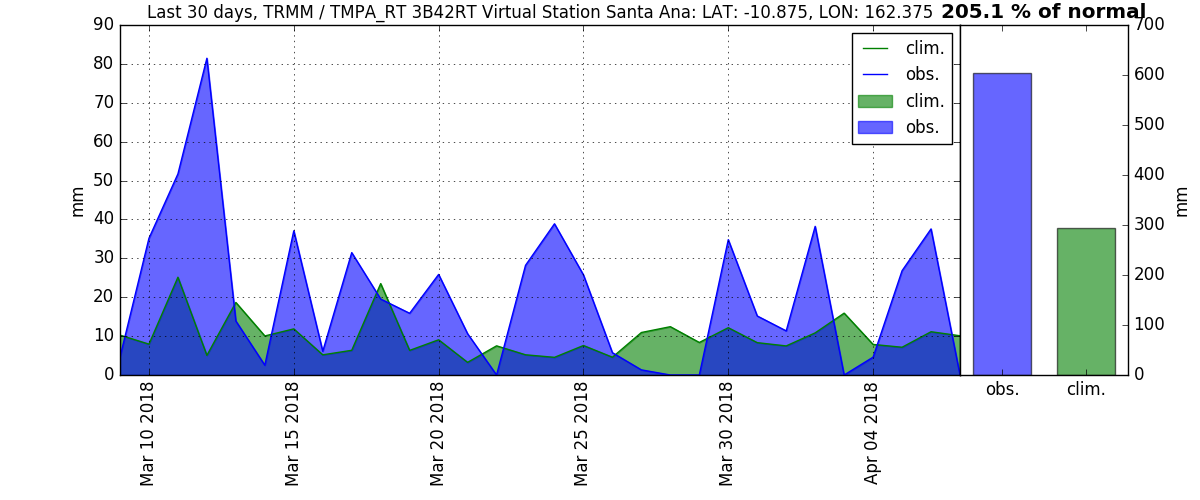 Last 30 days, TRMM / TMPA_RT 3B42RT Virtual Station Santa Ana: LAT: -10.875, LON: 162.375 205.1 % of normal
90
80
70
60
50
40
30
20
10
0
mm
Mar 10 2018
Mar 15 2018
Mar 20 2018
Mar 25 2018
Mar 30 2018
Apr 04 2018
clim.
obs.
clim.
obs.
700
600
500
400
300
200
100
0
mm
obs.
clim.